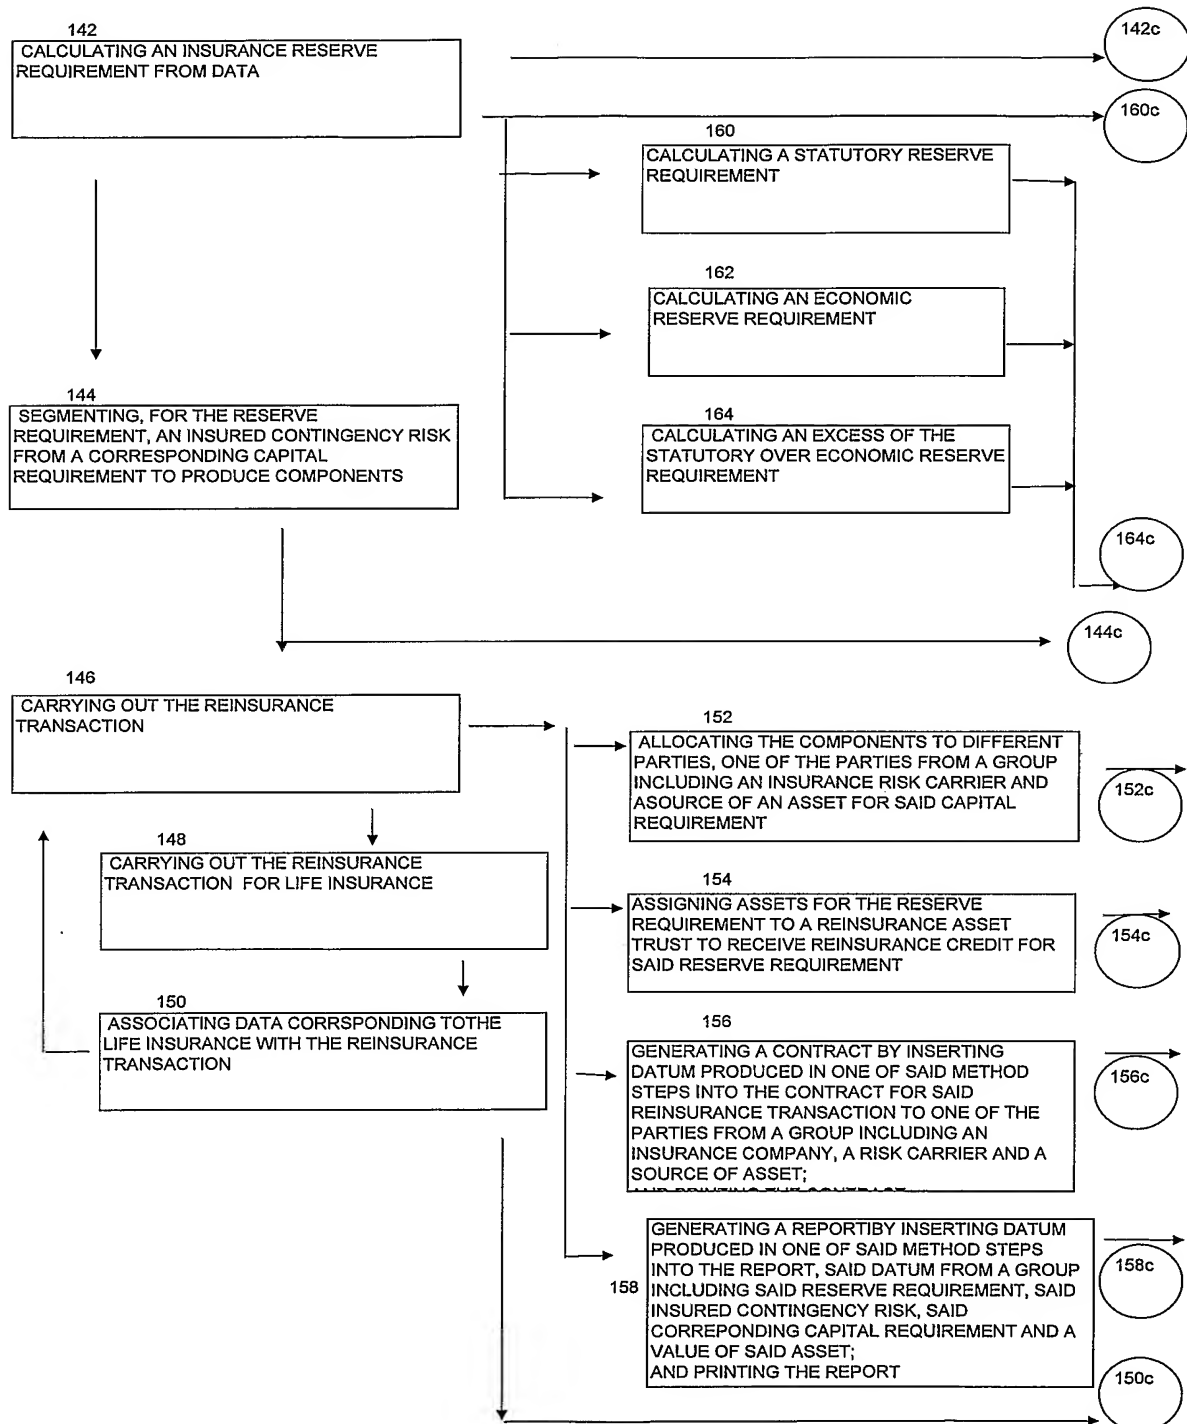 142
CALCULATING AN INSURANCE RESERVE
REQUIREMENT FROM DATA
142c
160c
160
CALCULATING A STATUTORY RESERVE
REQUIREMENT
162
CALCULATING AN ECONOMIC
RESERVE REQUIREMENT
144
SEGMENTING, FOR THE RESERVE
REQUIREMENT, AN INSURED CONTINGENCY RISK
FROM A CORRESPONDING CAPITAL
REQUIREMENT TO PRODUCE COMPONENTS
164
CALCULATING AN EXCESS OF THE
STATUTORY OVER ECONOMIC RESERVE
REQUIREMENT
164c
144c
146
CARRYING OUT THE REINSURANCE
TRANSACTION
152
ALLOCATING THE COMPONENTS TO DIFFERENT
PARTIES, ONE OF THE PARTIES FROM A GROUP
INCLUDING AN INSURANCE RISK CARRIER AND
ASOURCE OF AN ASSET FOR SAID CAPITAL
REQUIREMENT
152c
148
CARRYING OUT THE REINSURANCE
TRANSACTION FOR LIFE INSURANCE
154
ASSIGNING ASSETS FOR THE RESERVE
REQUIREMENT TO A REINSURANCE ASSET
TRUST TO RECEIVE REINSURANCE CREDIT FOR
SAID RESERVE REQUIREMENT
154c
150
ASSOCIATING DATA CORRSPONDING TOTHE
LIFE INSURANCE WITH THE REINSURANCE
TRANSACTION
156
GENERATING A CONTRACT BY INSERTING
DATUM PRODUCED IN ONE OF SAID METHOD
STEPS INTO THE CONTRACT FOR SAID
REINSURANCE TRANSACTION TO ONE OF THE
PARTIES FROM A GROUP INCLUDING AN
INSURANCE COMPANY, A RISK CARRIER AND A
SOURCE OF ASSET;
AND PRINTING THE CONTRACT
156c
158
GENERATING A REPORTIBY INSERTING DATUM
PRODUCED IN ONE OF SAID METHOD STEPS
INTO THE REPORT, SAID DATUM FROM A GROUP
INCLUDING SAID RESERVE REQUIREMENT, SAID
INSURED CONTINGENCY RISK, SAID
CORREPONDING CAPITAL REQUIREMENT AND A
VALUE OF SAID ASSET;
AND PRINTING THE REPORT
158c
150c